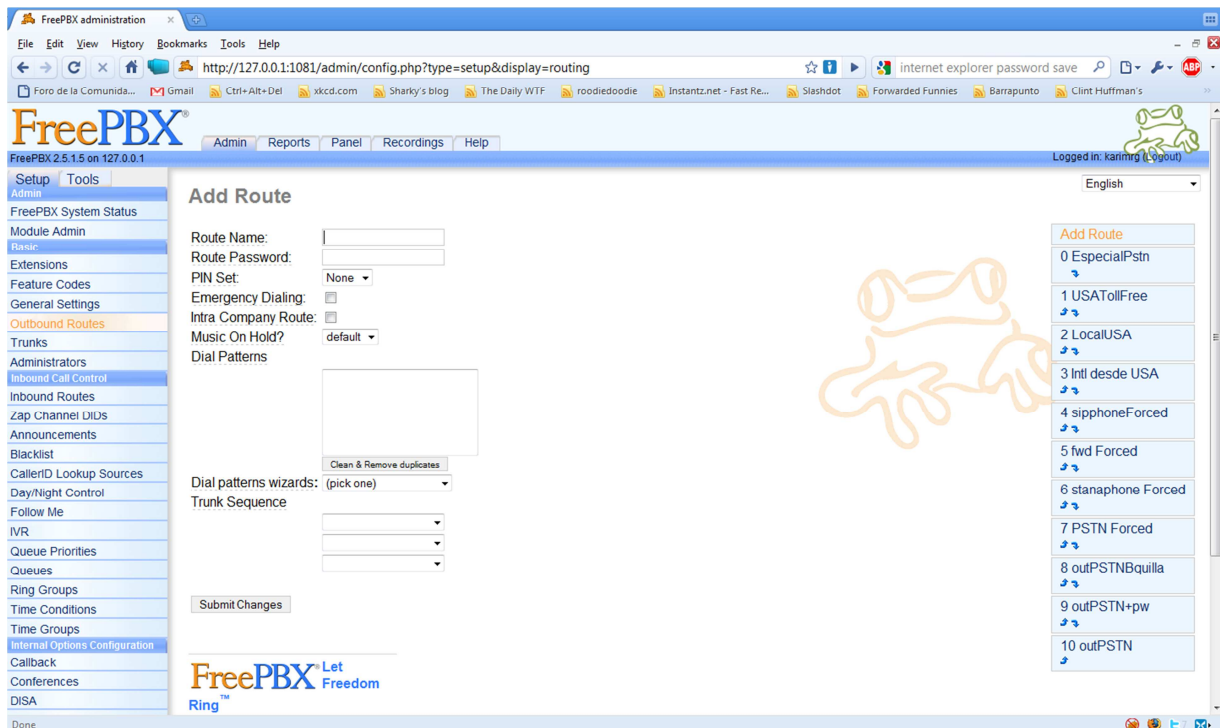 FreePBX administration
File Edit View History Bookmarks Tools Help
http://127.0.0.1:1081/admin/config.php?type=setup&display=routing
internet explorer password save
ABP
Foro de la Comunida... Gmail Ctrl+Alt+Del xkcd.com Sharky's blog The Daily WTF roodiedoodie Instantz.net - Fast Re... Slashdot Forwarded Funnies Barrapunto Clint Huffman's
FreePBX®
Admin Reports Panel Recordings Help
FreePBX 2.5.1.5 on 127.0.0.1
Logged in: karimrg (Logout)
English
Setup Tools
Admin
FreePBX System Status
Module Admin
Basic
Extensions
Feature Codes
General Settings
Outbound Routes
Trunks
Administrators
Inbound Call Control
Inbound Routes
Zap Channel DIDs
Announcements
Blacklist
CallerID Lookup Sources
Day/Night Control
Follow Me
IVR
Queue Priorities
Queues
Ring Groups
Time Conditions
Time Groups
Internal Options Configuration
Callback
Conferences
DISA
Add Route
Route Name:
Route Password:
PIN Set: None
Emergency Dialing:
Intra Company Route:
Music On Hold? default
Dial Patterns
Clean & Remove duplicates
Dial patterns wizards: (pick one)
Trunk Sequence
Submit Changes
FreePBX® Let Freedom
Ring™
Add Route
0 EspecialPstn
1 USATollFree
2 LocalUSA
3 Intl desde USA
4 sipphoneForced
5 fwd Forced
6 stanaphone Forced
7 PSTN Forced
8 outPSTNBquilla
9 outPSTN+pw
10 outPSTN
Done